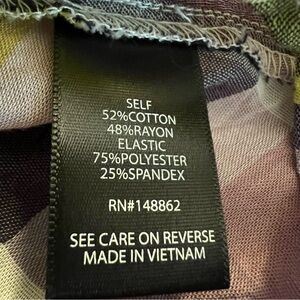 SELF
52%COTTON
48%RAYON
ELASTIC
75%POLYESTER
25%SPANDEX
RN#148862
SEE CARE ON REVERSE
MADE IN VIETNAM